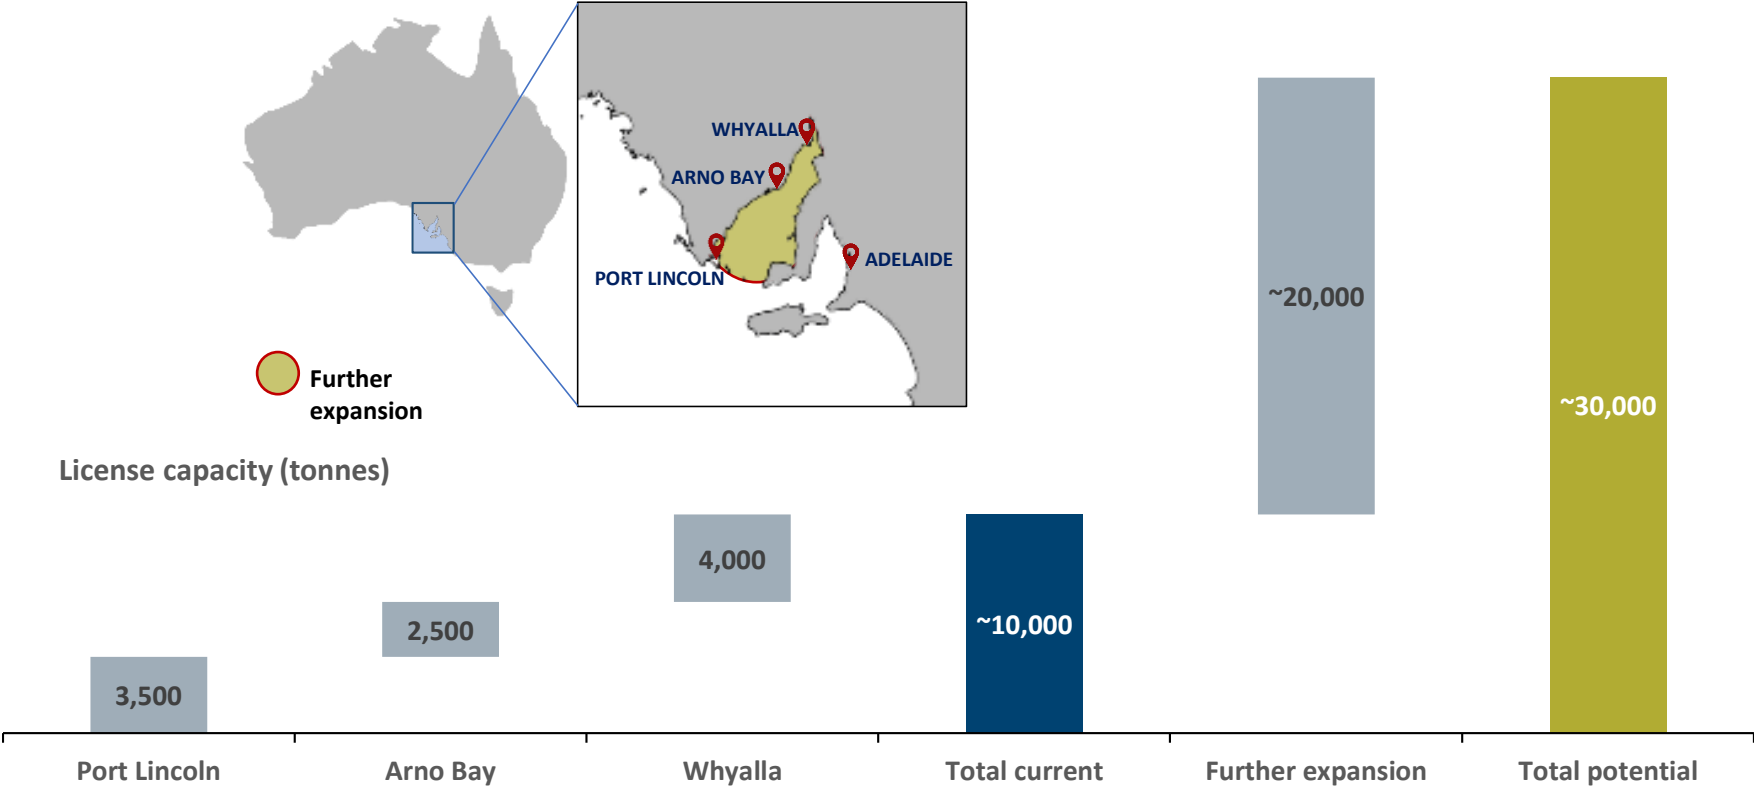 WHYALLA
ARNO BAY
PORT LINCOLN
ADELAIDE
Further
expansion
License capacity (tonnes)
3,500
2,500
4,000
~10,000
~20,000
~30,000
Port Lincoln
Arno Bay
Whyalla
Total current
Further expansion
Total potential